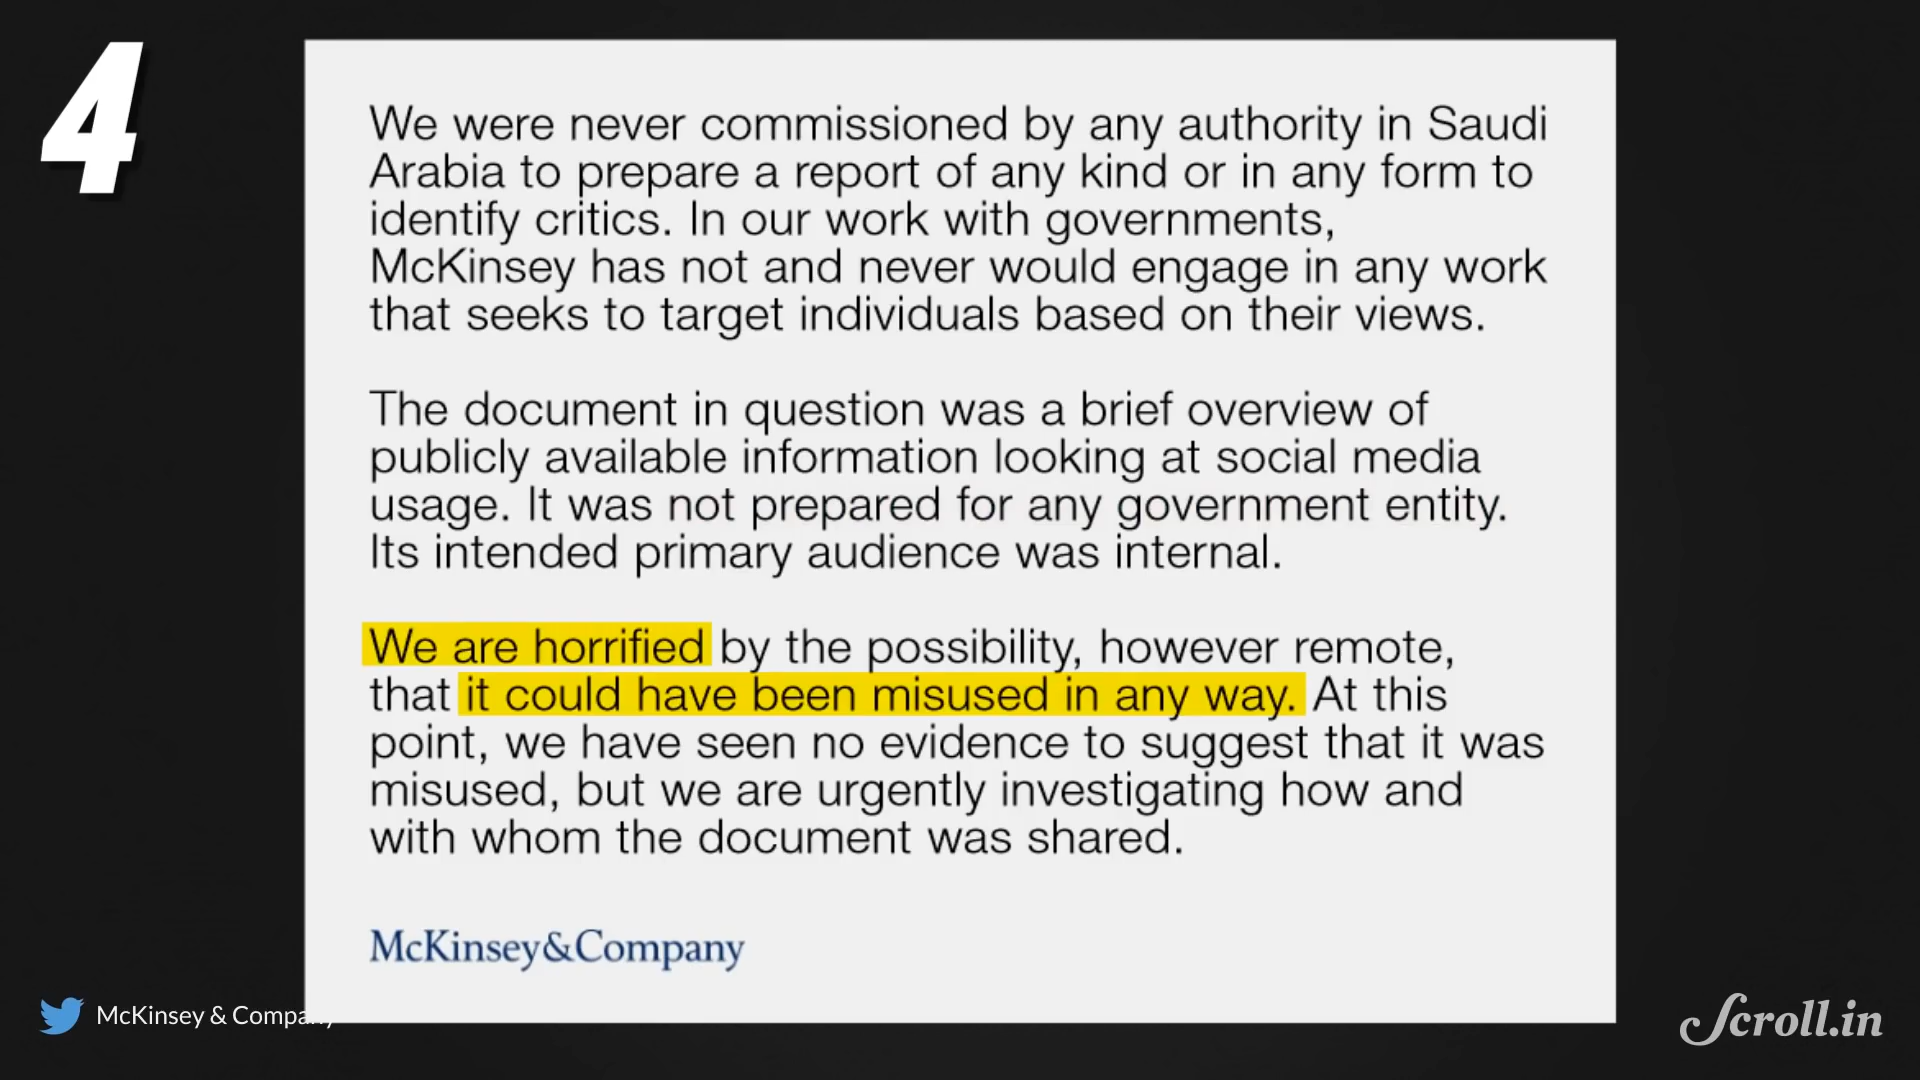 4
We were never commissioned by any authority in Saudi
Arabia to prepare a report of any kind or in any form to
identify critics. In our work with governments,
McKinsey has not and never would engage in any work
that seeks to target individuals based on their views.
The document in question was a brief overview of
publicly available information looking at social media
usage. It was not prepared for any government entity.
Its intended primary audience was internal.
We are horrified by the possibility, however remote,
that it could have been misused in any way. At this
point, we have seen no evidence to suggest that it was
misused, but we are urgently investigating how and
with whom the document was shared.
McKinsey&Company
McKinsey & Company
Scroll.in